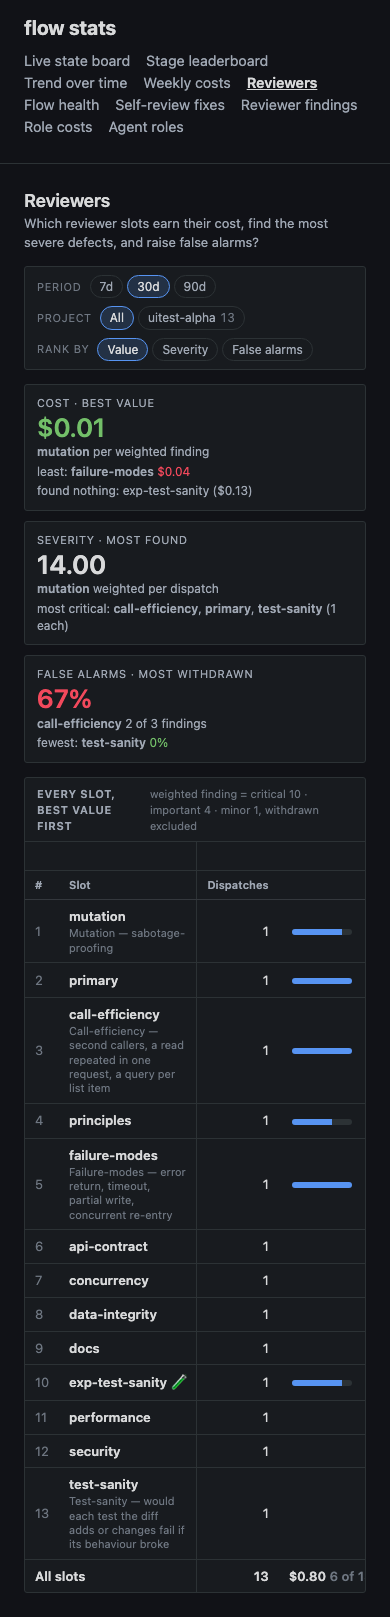 flow stats
Live state board Stage leaderboard
Trend over time Weekly costs Reviewers
Flow health Self-review fixes Reviewer findings
Role costs Agent roles
Reviewers
Which reviewer slots earn their cost, find the most
severe defects, and raise false alarms?
PERIOD 7d 30d 90d
PROJECT All uitest-alpha 13
RANK BY Value Severity False alarms
COST · BEST VALUE
$0.01
mutation per weighted finding
least: failure-modes $0.04
found nothing: exp-test-sanity ($0.13)
SEVERITY · MOST FOUND
14.00
mutation weighted per dispatch
most critical: call-efficiency, primary, test-sanity (1
each)
FALSE ALARMS · MOST WITHDRAWN
67%
call-efficiency 2 of 3 findings
fewest: test-sanity 0%
EVERY SLOT,
BEST VALUE
FIRST
weighted finding = critical 10 ·
important 4 · minor 1, withdrawn
excluded
# Slot Dispatches
1 mutation 1
Mutation — sabotage-
proofing
2 primary 1
3 call-efficiency 1
Call-efficiency —
second callers, a read
repeated in one
request, a query per
list item
4 principles 1
5 failure-modes 1
Failure-modes — error
return, timeout,
partial write,
concurrent re-entry
6 api-contract 1
7 concurrency 1
8 data-integrity 1
9 docs 1
10 exp-test-sanity 1
11 performance 1
12 security 1
13 test-sanity 1
Test-sanity — would
each test the diff
adds or changes fail if
its behaviour broke
All slots 13 $0.80 6 of 1